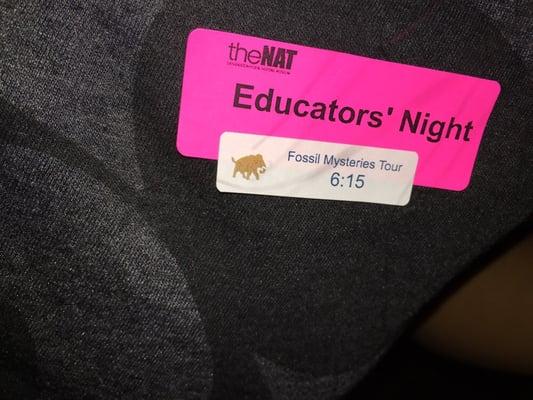 theNAT
Educators' Night
Fossil Mysteries Tour
6:15